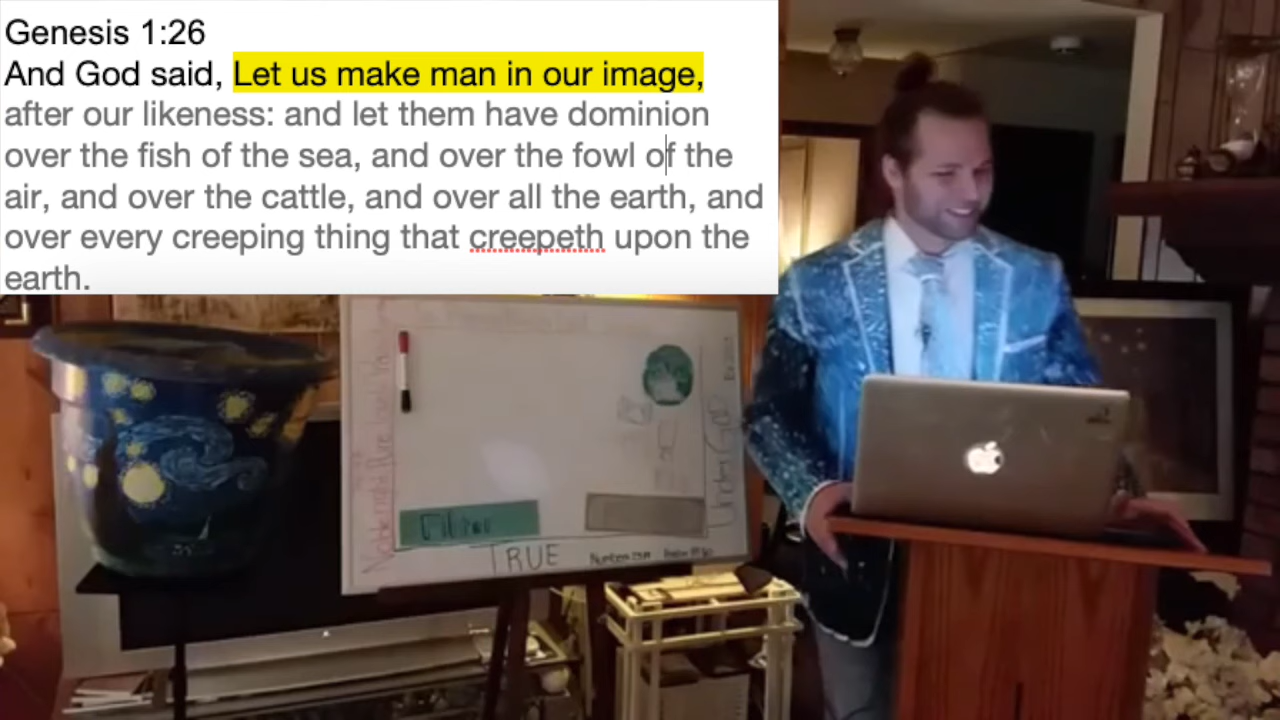 Genesis 1:26
And God said, Let us make man in our image,
after our likeness: and let them have dominion
over the fish of the sea, and over the fowl of the
air, and over the cattle, and over all the earth, and
over every creeping thing that creepeth upon the
earth.
TRUE